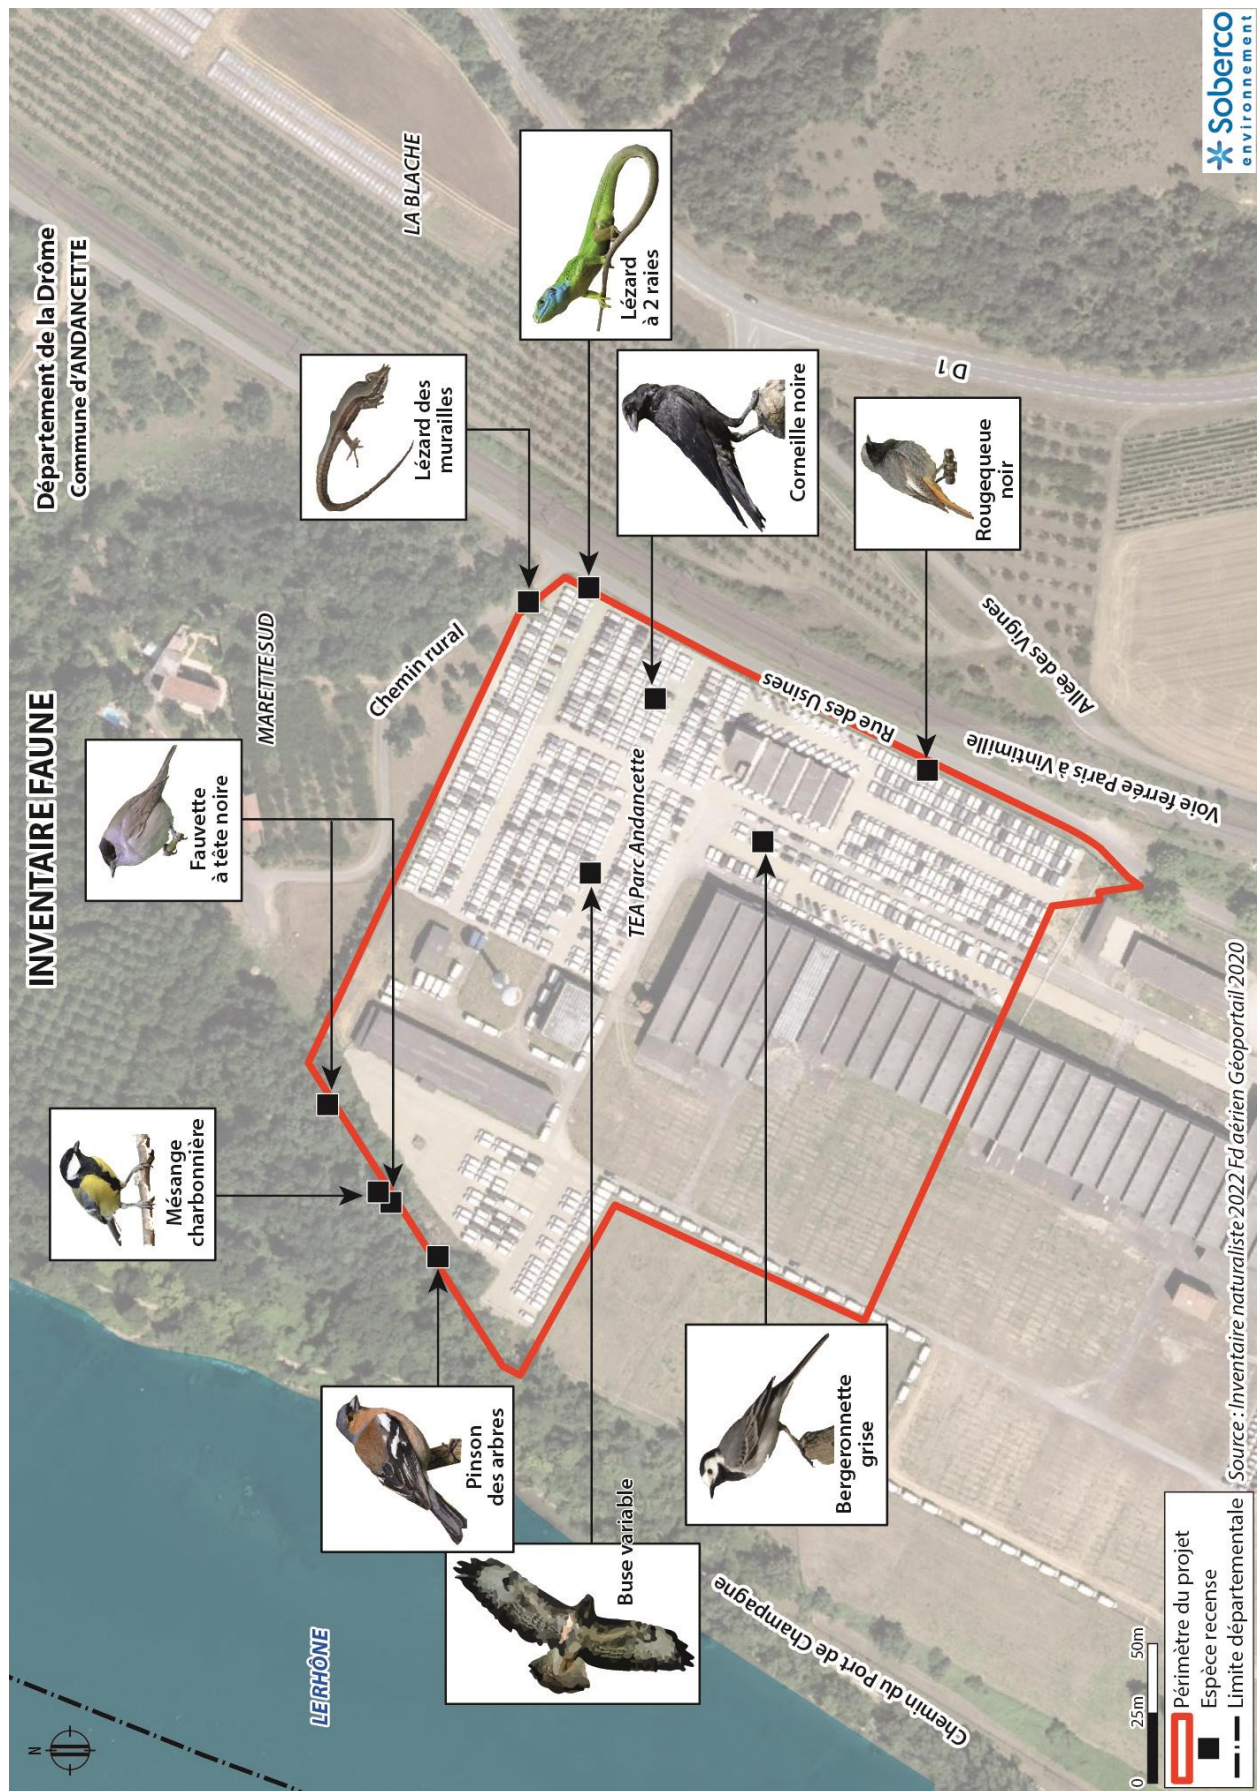 INVENTAIRE FAUNE
Département de la Drôme
Commune d'ANDANCETTE
N
LE RHÔNE
Mésange
charbonnière
Fauvette
à tête noire
MARETTE SUD
Chemin rural
LA BLACHE
Lézard des
murailles
Lézard
à 2 raies
Pinson
des arbres
Buse variable
TEA Parc Andancette
Corneille noire
D 1
Rue des Usines
Rougequeue
noir
Bergeronnette
grise
Allée des Vignes
Voie ferrée Paris à Vintimille
Chemin du Port de Champagne
0 25m 50m
Périmètre du projet
Espèce recense
Limite départementale
Source : Inventaire naturaliste 2022 Fd aérien Géoportail 2020
Soberco
environnement